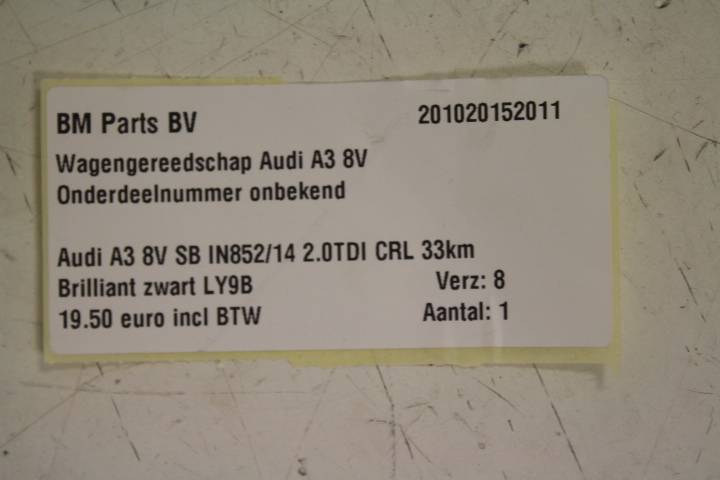 BM Parts BV 201020152011
Wagengereedschap Audi A3 8V
Onderdeelnummer onbekend
Audi A3 8V SB IN852/14 2.0TDI CRL 33km
Brilliant zwart LY9B Verz: 8
19.50 euro incl BTW Aantal: 1